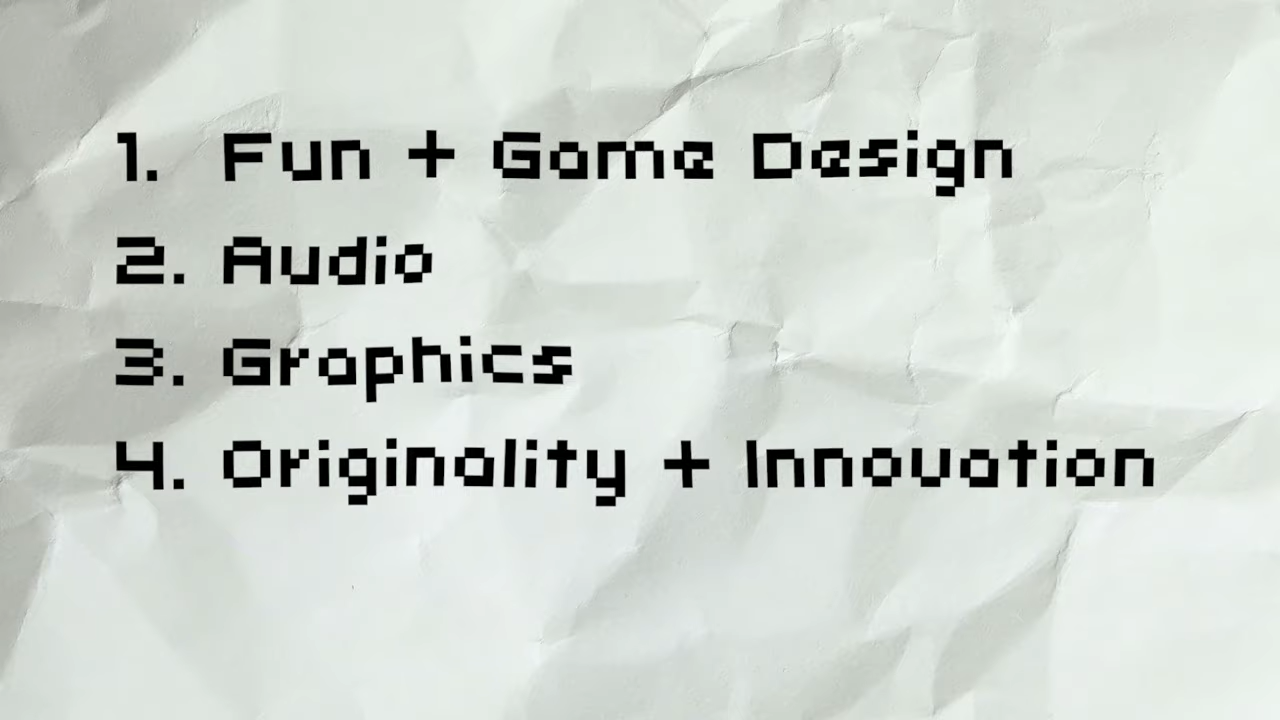 1. Fun + Game Design
2. Audio
3. Graphics
4. Originality + Innovation